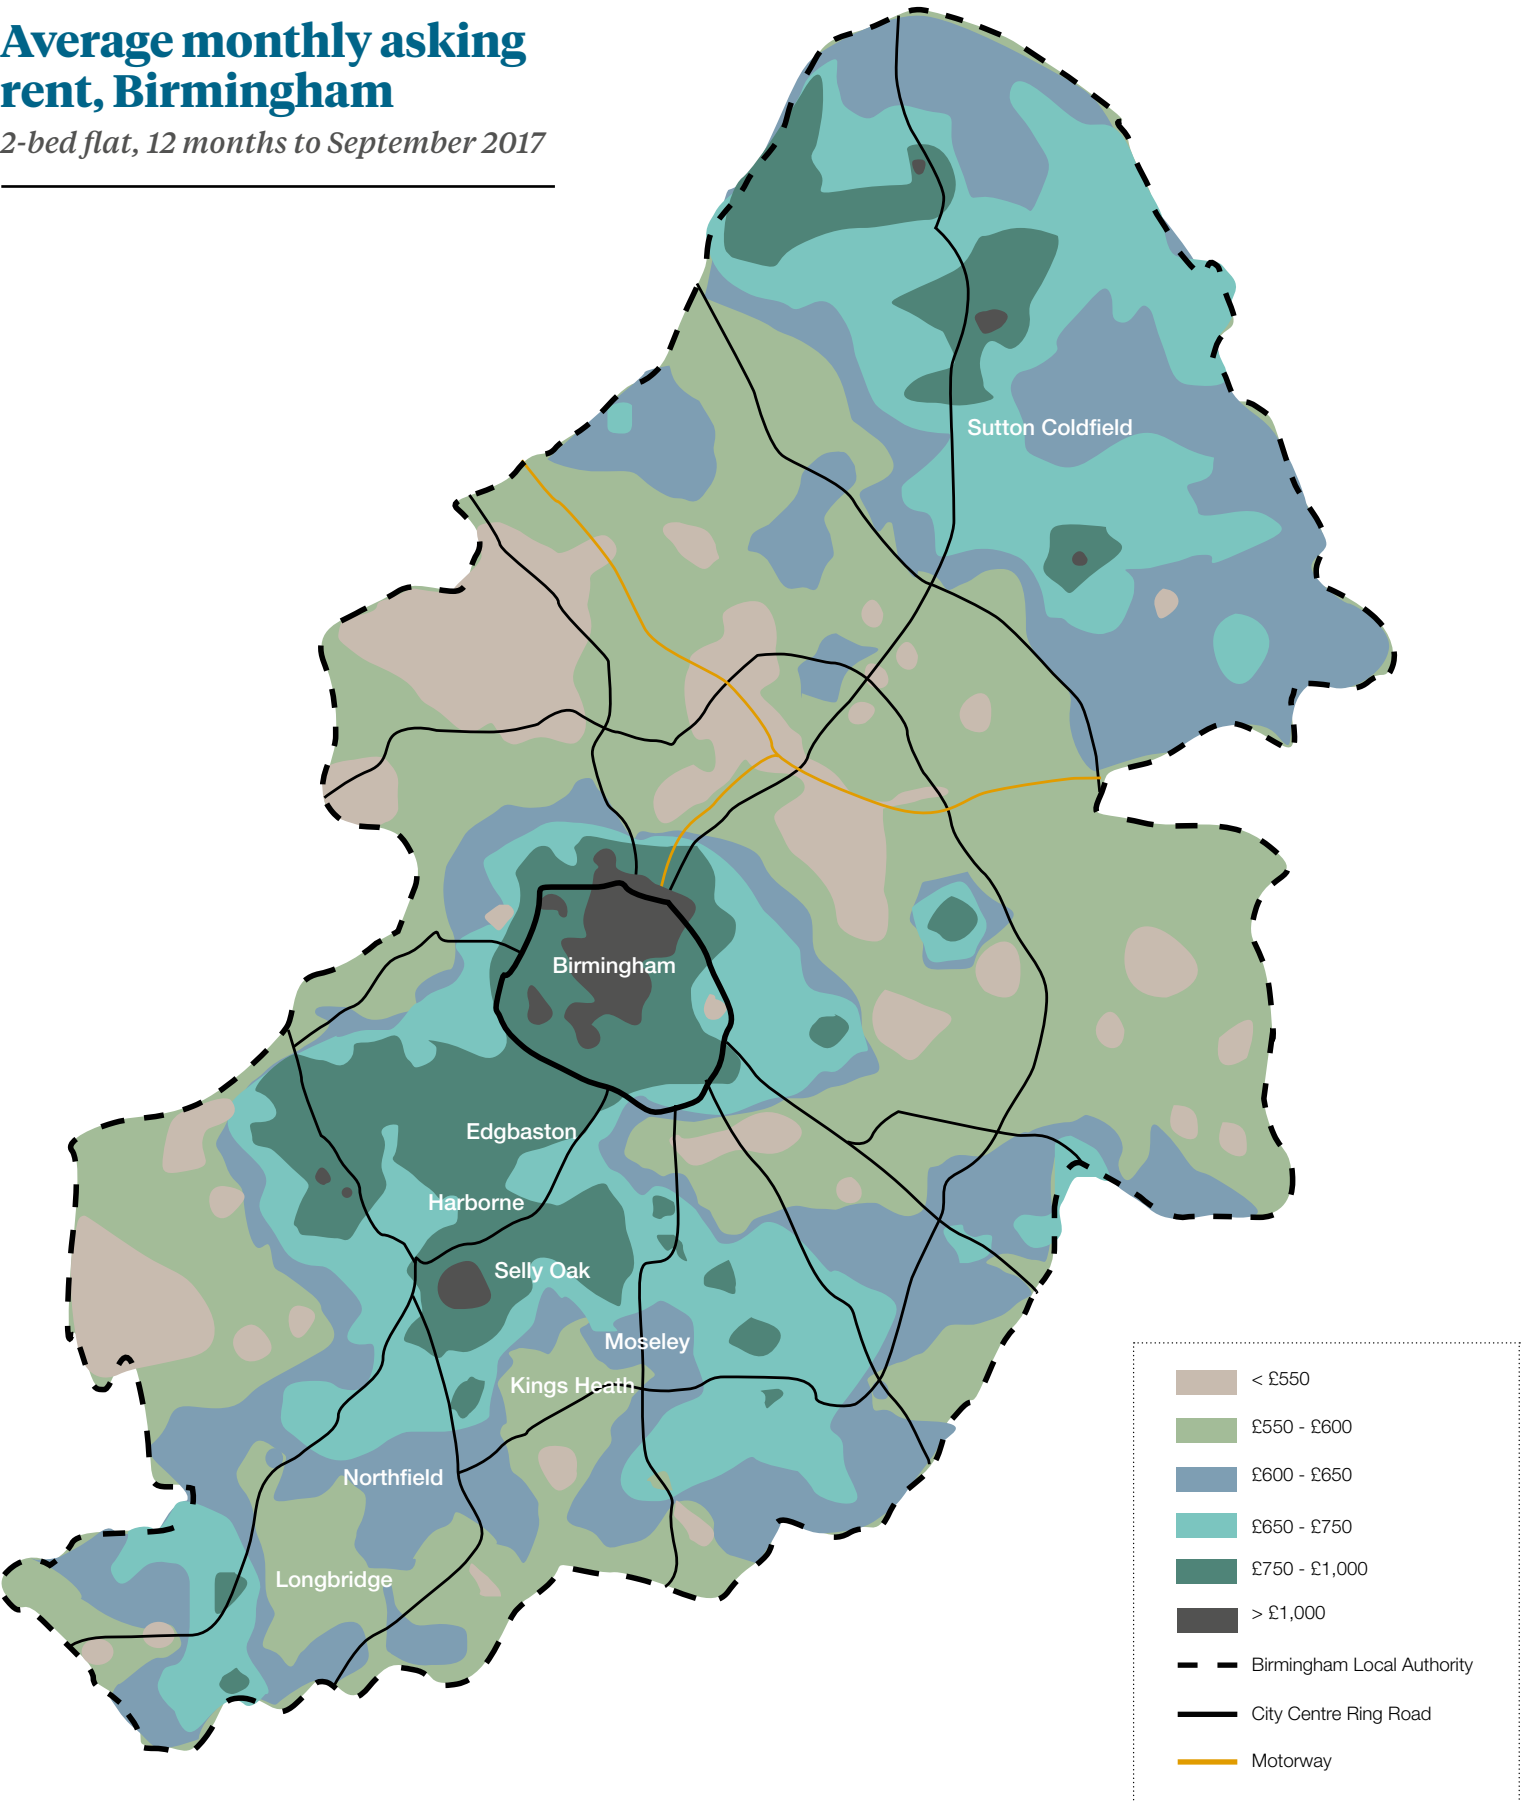 Average monthly asking
rent, Birmingham
2-bed flat, 12 months to September 2017
Sutton Coldfield
Birmingham
Edgbaston
Harborne
Selly Oak
Moseley
Kings Heath
Northfield
Longbridge
< £550
£550 - £600
£600 - £650
£650 - £750
£750 - £1,000
> £1,000
Birmingham Local Authority
City Centre Ring Road
Motorway